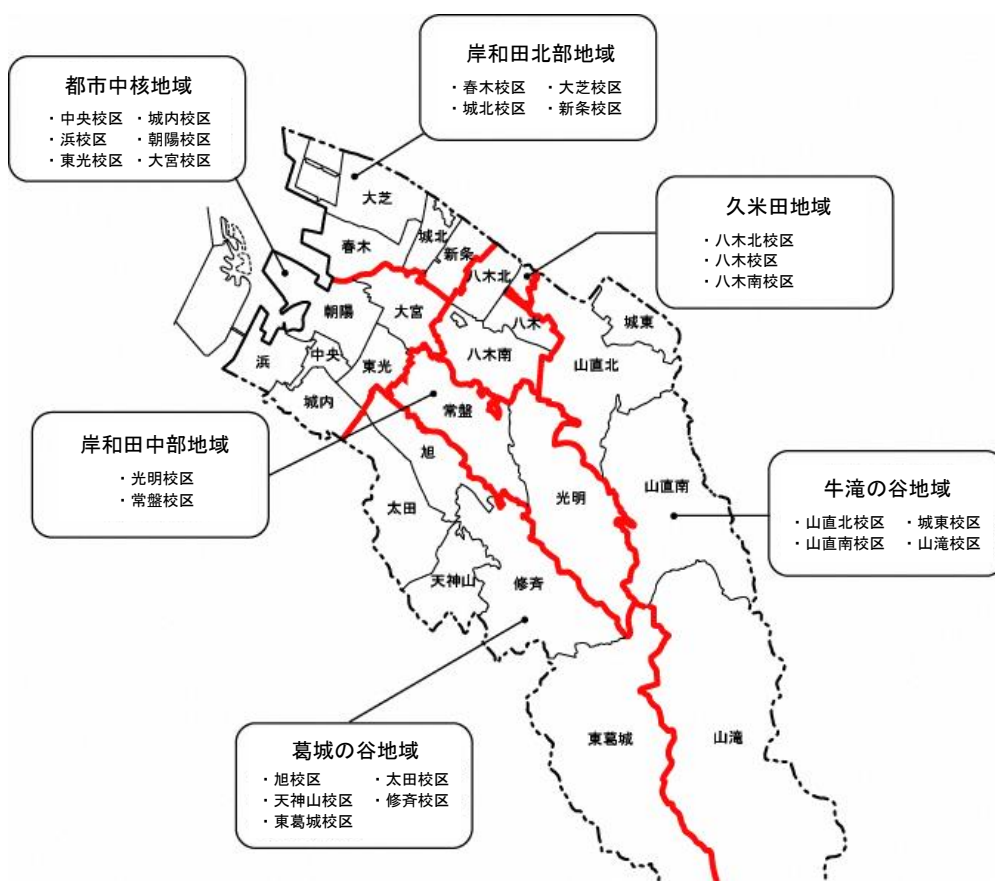 岸和田北部地域
・春木校区 ・大芝校区
・城北校区 ・新条校区
都市中核地域
・中央校区 ・城内校区
・浜校区 ・朝陽校区
・東光校区 ・大宮校区
久米田地域
・八木北校区
・八木校区
・八木南校区
大芝
春木
城北
新条
八木北
朝陽
大宮
八木
城東
浜
中央
東光
八木南
山直北
城内
常盤
岸和田中部地域
・光明校区
・常盤校区
旭
太田
光明
山直南
牛滝の谷地域
・山直北校区 ・城東校区
・山直南校区 ・山滝校区
天神山
修斉
葛城の谷地域
・旭校区 ・太田校区
・天神山校区 ・修斉校区
・東葛城校区
東葛城
山滝